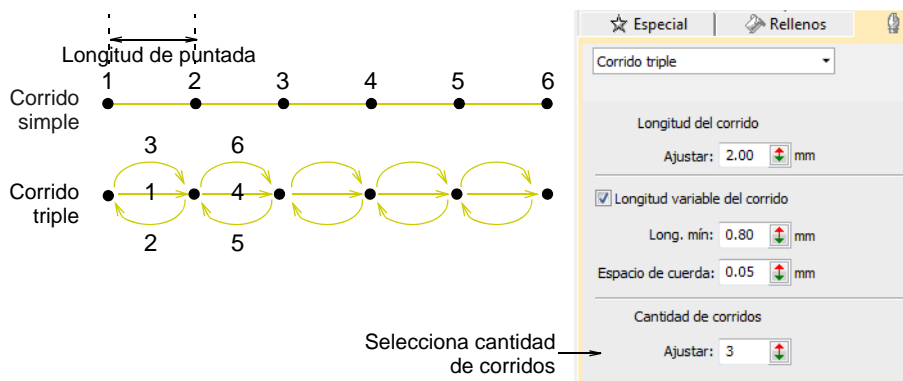 Longitud de puntada
1 2 3 4 5 6
Corrido
simple
3 6
Corrido
triple
1 4
2 5
Selecciona cantidad
de corridos
Especial Rellenos
Corrido triple
Longitud del corrido
Ajustar: 2.00 mm
Longitud variable del corrido
Long. mín: 0.80 mm
Espacio de cuerda: 0.05 mm
Cantidad de corridos
Ajustar: 3